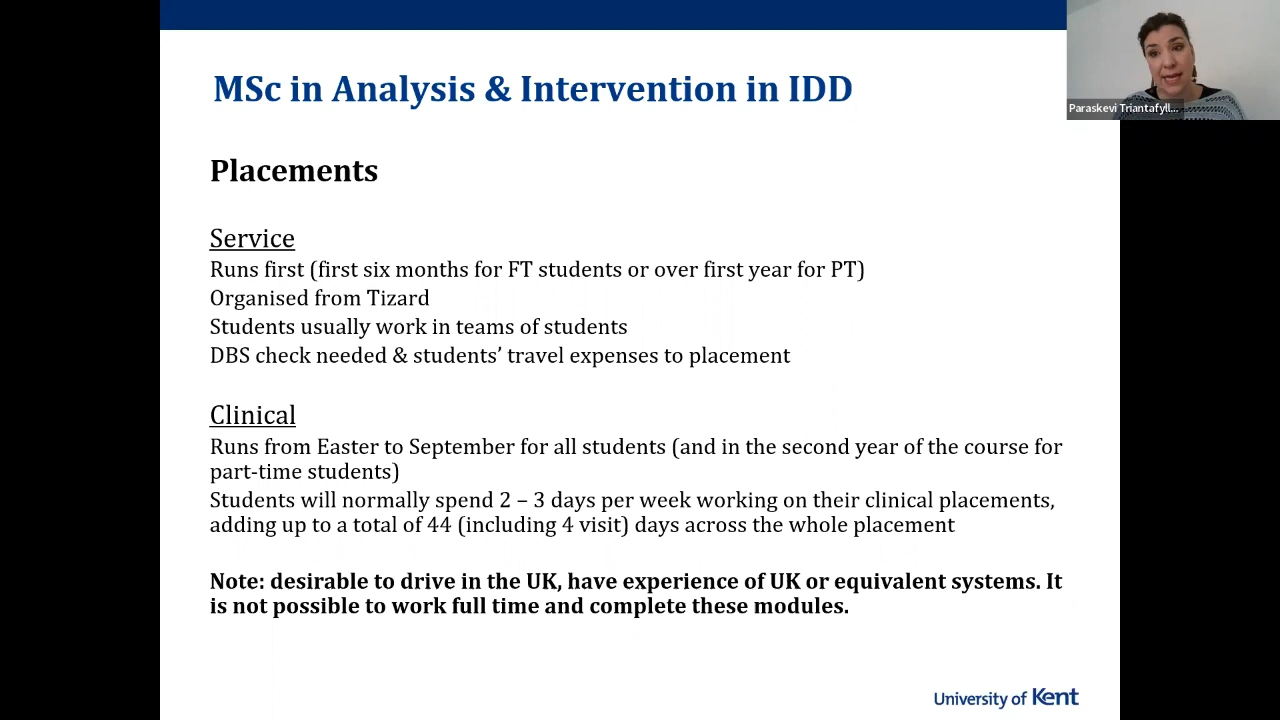 MSc in Analysis & Intervention in IDD
Paraskevi Triantafyll...
Placements
Service
Runs first (first six months for FT students or over first year for PT)
Organised from Tizard
Students usually work in teams of students
DBS check needed & students’ travel expenses to placement
Clinical
Runs from Easter to September for all students (and in the second year of the course for
part-time students)
Students will normally spend 2 – 3 days per week working on their clinical placements,
adding up to a total of 44 (including 4 visit) days across the whole placement
Note: desirable to drive in the UK, have experience of UK or equivalent systems. It
is not possible to work full time and complete these modules.
University of Kent